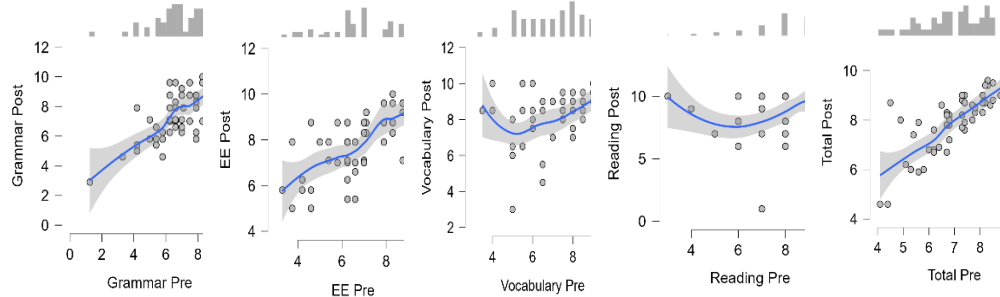 12
10
8
6
4
2
0
Grammar Post
0 2 4 6 8
Grammar Pre
12
10
8
6
4
EE Post
4 6 8
EE Pre
12
10
8
6
4
2
Vocabulary Post
4 6 8
Vocabulary Pre
10
5
0
Reading Post
4 6 8
Reading Pre
10
8
6
4
Total Post
4 5 6 7 8
Total Pre